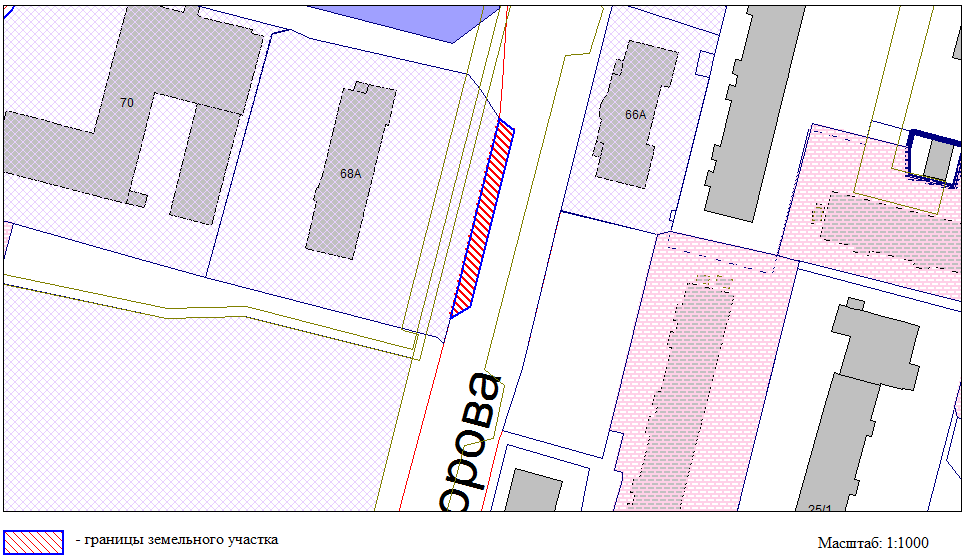 70
68А
66А
орова
25/1
- границы земельного участка
Масштаб: 1:1000